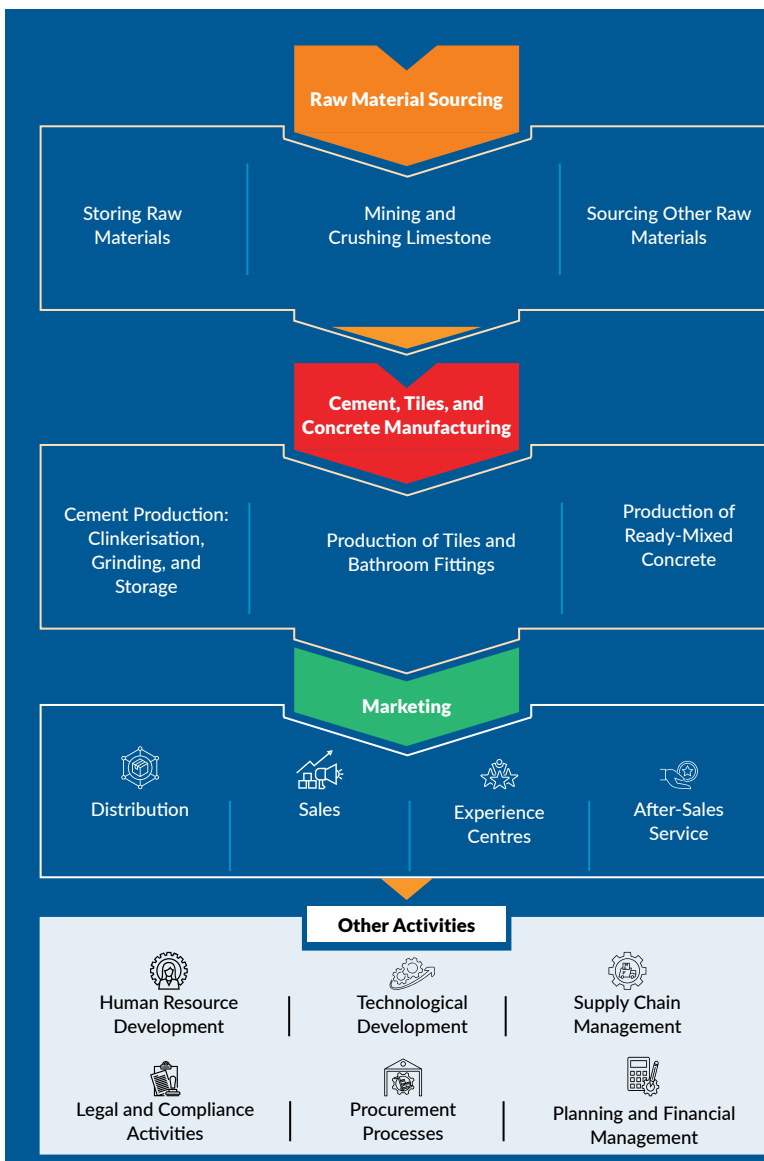 Raw Material Sourcing
Storing Raw
Materials
Mining and
Crushing Limestone
Sourcing Other Raw
Materials
Cement, Tiles, and
Concrete Manufacturing
Cement Production:
Clinkerisation,
Grinding, and
Storage
Production of Tiles and
Bathroom Fittings
Production of
Ready-Mixed
Concrete
Marketing
Distribution
Sales
Experience
Centres
After-Sales
Service
Other Activities
Human Resource
Development
Technological
Development
Supply Chain
Management
Legal and Compliance
Activities
Procurement
Processes
Planning and Financial
Management